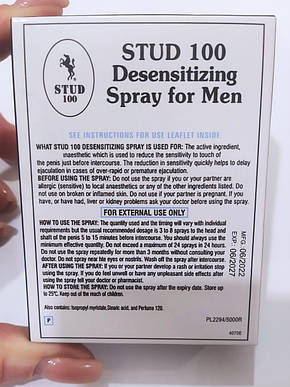 STUD 100
Desensitizing
Spray for Men
STUD
100
SEE INSTRUCTIONS FOR USE LEAFLET INSIDE
WHAT STUD 100 DESENSITIZING SPRAY IS USED FOR: The active ingredient,
anaesthetic which is used to reduce the sensitivity to touch of
the penis just before intercourse. The reduction in sensitivity quickly helps to delay
ejaculation in cases of over-rapid or premature ejaculation.
BEFORE USING THE SPRAY: Do not use the spray if you or your partner are
allergic (sensitive) to local anaesthetics or any of the other ingredients listed. Do
not use on broken or inflamed skin. Do not use if your partner is pregnant. If you
have, or have had, liver or kidney problems ask your doctor before using the spray.
FOR EXTERNAL USE ONLY
HOW TO USE THE SPRAY: The quantity used and the timing will vary with individual
requirements but the usual recommended dosage is 3 to 8 sprays to the head and
shaft of the penis 5 to 15 minutes before intercourse. You should always use the
minimum effective quantity. Do not exceed a maximum of 24 sprays in 24 hours.
Do not use the spray repeatedly for more than 3 months without consulting your
doctor. Do not spray near the eyes or nostrils. Wash off the spray after intercourse.
AFTER USING THE SPRAY: If you or your partner develop a rash or irritation stop
using the spray. If you do feel unwell or have any unpleasant side effects after
using the spray tell your doctor or pharmacist.
HOW TO STORE THE SPRAY: Do not use the spray after the expiry date. Store up
to 25°C. Keep out of the reach of children.
Also contains: Isopropyl myristate, Stearic acid, and Perfume 120.
P
PL2294/5000R
4070E
MFG: 06/2022
EXP: 06/2027